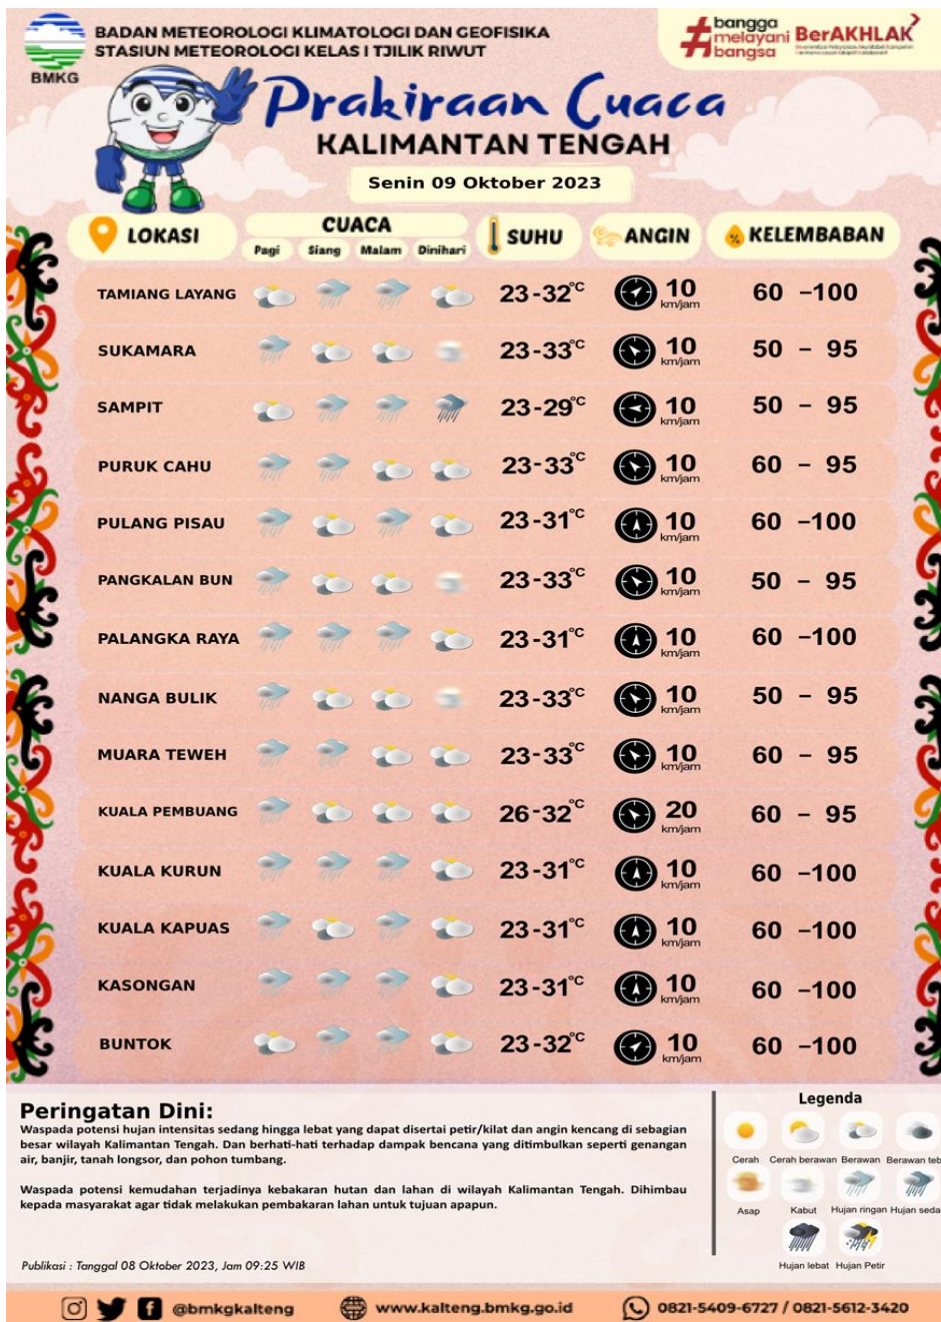 BADAN METEOROLOGI KLIMATOLOGI DAN GEOFISIKA
STASIUN METEOROLOGI KELAS I TJILIK RIWUT
BMKG
#bangga
melayani
bangsa
BerAKHLAK
Prakiraan Cuaca
KALIMANTAN TENGAH
Senin 09 Oktober 2023
LOKASI CUACA SUHU ANGIN KELEMBABAN
Pagi Siang Malam Dinihari
TAMIANG LAYANG 23-32°C 10 km/jam 60 –100
SUKAMARA 23-33°C 10 km/jam 50 – 95
SAMPIT 23-29°C 10 km/jam 50 – 95
PURUK CAHU 23-33°C 10 km/jam 60 – 95
PULANG PISAU 23-31°C 10 km/jam 60 –100
PANGKALAN BUN 23-33°C 10 km/jam 50 – 95
PALANGKA RAYA 23-31°C 10 km/jam 60 –100
NANGA BULIK 23-33°C 10 km/jam 50 – 95
MUARA TEWEH 23-33°C 10 km/jam 60 – 95
KUALA PEMBUANG 26-32°C 20 km/jam 60 – 95
KUALA KURUN 23-31°C 10 km/jam 60 –100
KUALA KAPUAS 23-31°C 10 km/jam 60 –100
KASONGAN 23-31°C 10 km/jam 60 –100
BUNTOK 23-32°C 10 km/jam 60 –100
Peringatan Dini:
Waspada potensi hujan intensitas sedang hingga lebat yang dapat disertai petir/kilat dan angin kencang di sebagian
besar wilayah Kalimantan Tengah. Dan berhati-hati terhadap dampak bencana yang ditimbulkan seperti genangan
air, banjir, tanah longsor, dan pohon tumbang.
Waspada potensi kemudahan terjadinya kebakaran hutan dan lahan di wilayah Kalimantan Tengah. Dihimbau
kepada masyarakat agar tidak melakukan pembakaran lahan untuk tujuan apapun.
Publikasi : Tanggal 08 Oktober 2023, Jam 09:25 WIB
Legenda
Cerah Cerah berawan Berawan Berawan teb
Asap Kabut Hujan ringan Hujan seda
Hujan lebat Hujan Petir
@bmkgkalteng www.kalteng.bmkg.go.id 0821-5409-6727 / 0821-5612-3420